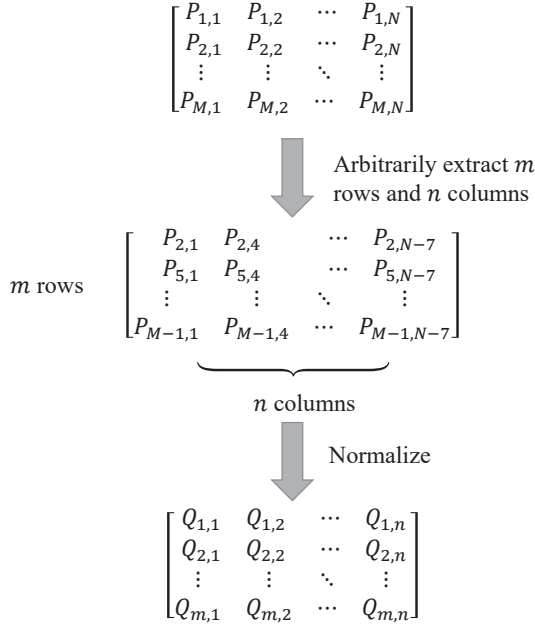 P1,1 P1,2 ⋯ P1,N
P2,1 P2,2 ⋯ P2,N
⋮ ⋮ ⋱ ⋮
PM,1 PM,2 ⋯ PM,N
Arbitrarily extract m
rows and n columns
P2,1 P2,4 ⋯ P2,N−7
P5,1 P5,4 ⋯ P5,N−7
m rows
⋮ ⋮ ⋱ ⋮
PM−1,1 PM−1,4 ⋯ PM−1,N−7
n columns
Normalize
Q1,1 Q1,2 ⋯ Q1,n
Q2,1 Q2,2 ⋯ Q2,n
⋮ ⋮ ⋱ ⋮
Qm,1 Qm,2 ⋯ Qm,n